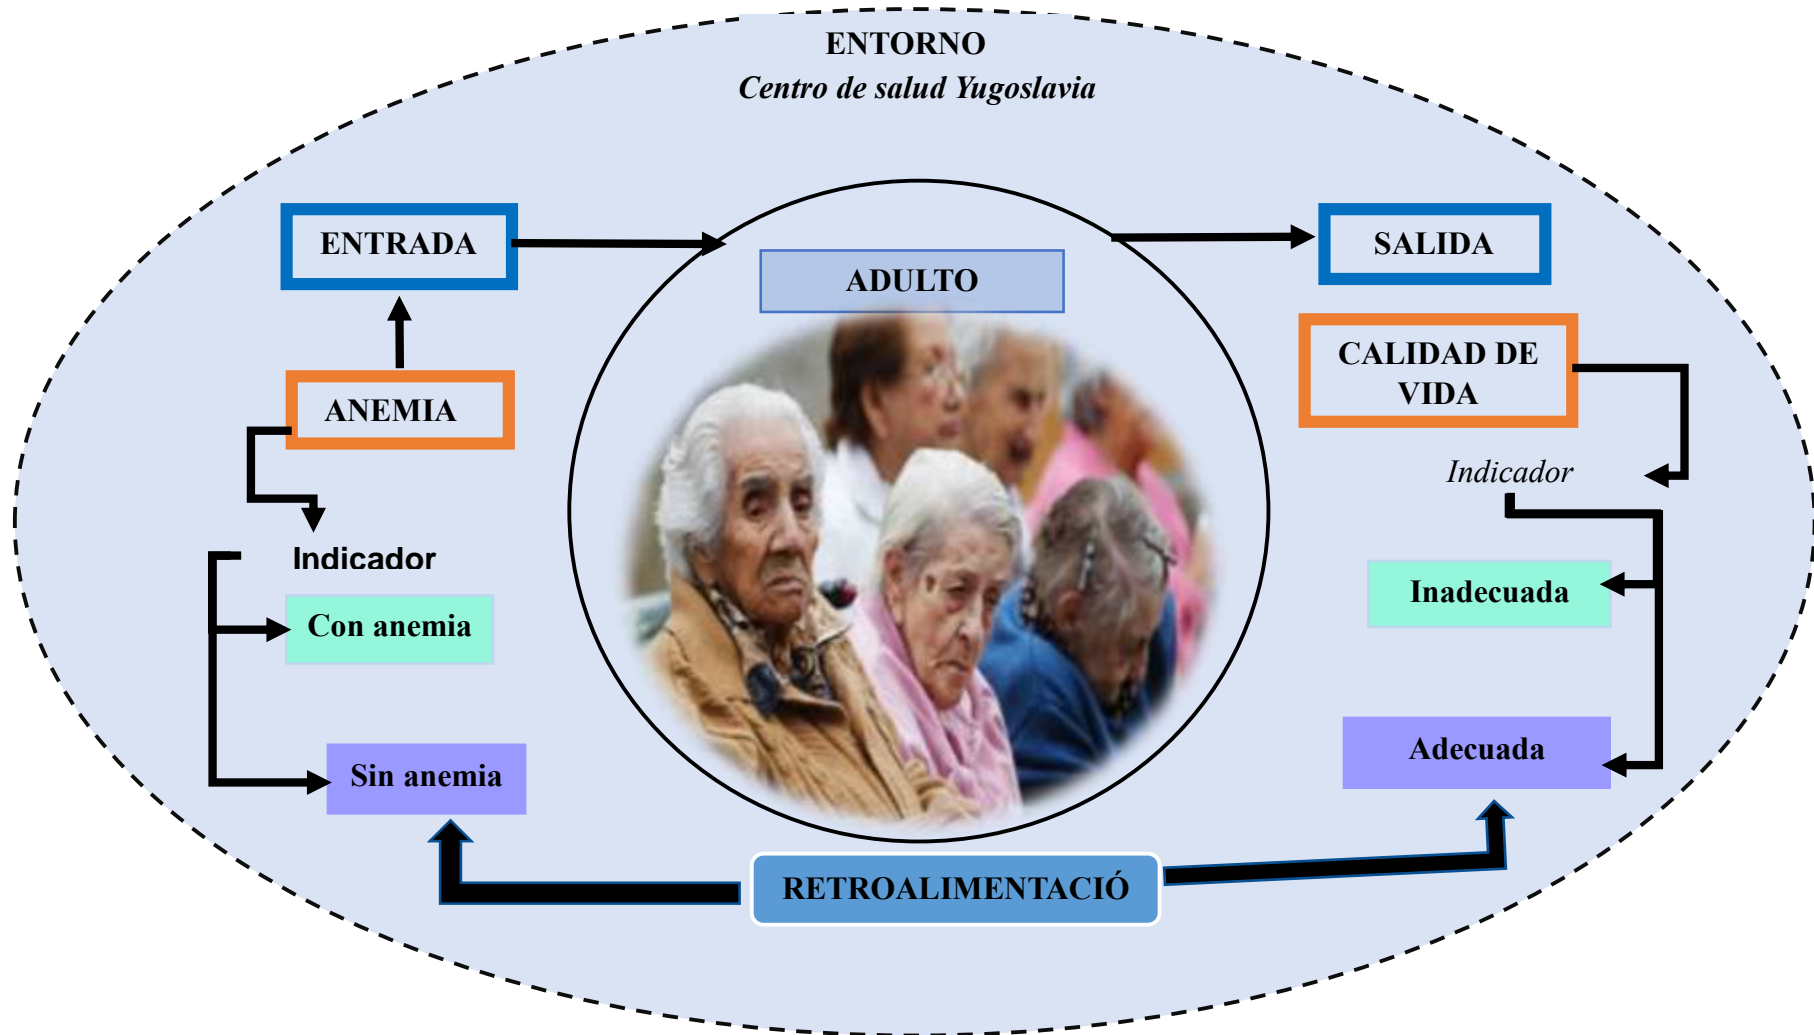 ENTORNO
Centro de salud Yugoslavia
ENTRADA
ADULTO
SALIDA
ANEMIA
CALIDAD DE
VIDA
Indicador
Indicador
Con anemia
Sin anemia
Inadecuada
Adecuada
RETROALIMENTACIÓ